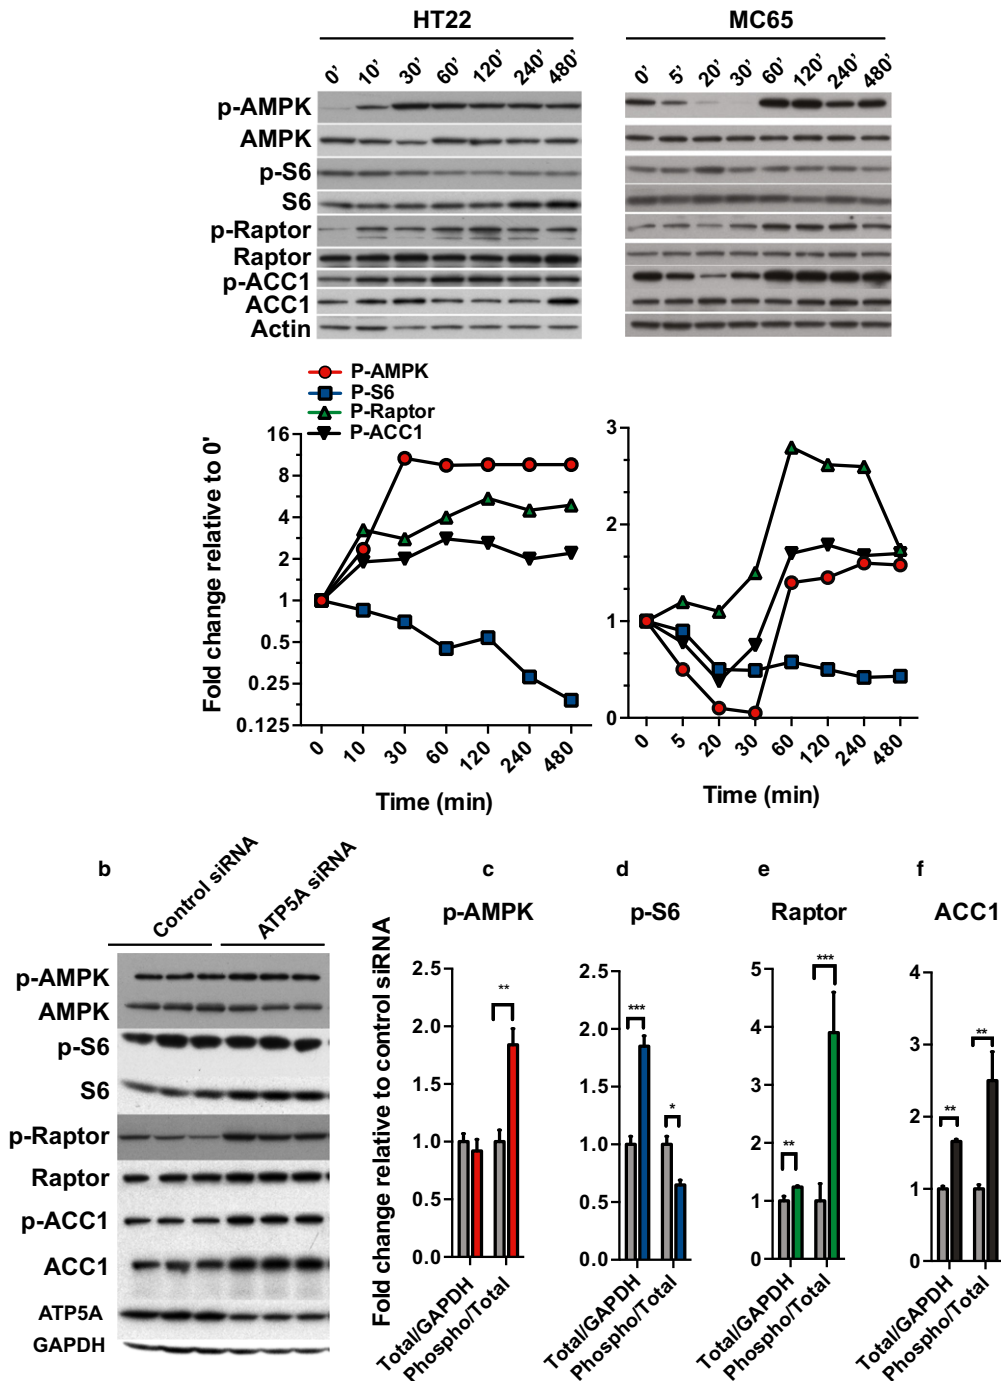 HT22 MC65
0' 10' 30' 60' 120' 240' 480' 0' 5' 20' 30' 60' 120' 240' 480'
p-AMPK
AMPK
p-S6
S6
p-Raptor
Raptor
p-ACC1
ACC1
Actin
P-AMPK
P-S6
P-Raptor
P-ACC1
Fold change relative to 0'
16
8
4
2
1
0.5
0.25
0.125
0 10 30 60 120 240 480
Time (min)
3
2
1
0
0 5 20 30 60 120 240 480
Time (min)
b
Control siRNA ATP5A siRNA
p-AMPK
AMPK
p-S6
S6
p-Raptor
Raptor
p-ACC1
ACC1
ATP5A
GAPDH
Fold change relative to control siRNA
c
p-AMPK
2.5
2.0
1.5
1.0
0.5
0.0
**
Total/GAPDH
Phospho/Total
d
p-S6
2.5
2.0
1.5
1.0
0.5
0.0
***
*
Total/GAPDH
Phospho/Total
e
Raptor
5
4
3
2
1
0
**
***
Total/GAPDH
Phospho/Total
f
ACC1
4
3
2
1
0
**
**
Total/GAPDH
Phospho/Total